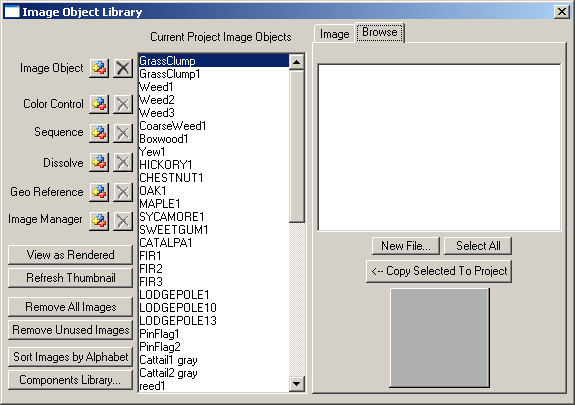 Image Object Library
Current Project Image Objects
Image
Browse
Image Object
Color Control
Sequence
Dissolve
Geo Reference
Image Manager
View as Rendered
Refresh Thumbnail
Remove All Images
Remove Unused Images
Sort Images by Alphabet
Components Library...
GrassClump
GrassClump1
Weed1
Weed2
Weed3
CoarseWeed1
Boxwood1
Yew1
HICKORY1
CHESTNUT1
OAK1
MAPLE1
SYCAMORE1
SWEETGUM1
CATALPA1
FIR1
FIR2
FIR3
LODGEPOLE1
LODGEPOLE10
LODGEPOLE13
PinFlag1
PinFlag2
Cattail1 gray
Cattail2 gray
reed1
New File...
Select All
<-- Copy Selected To Project